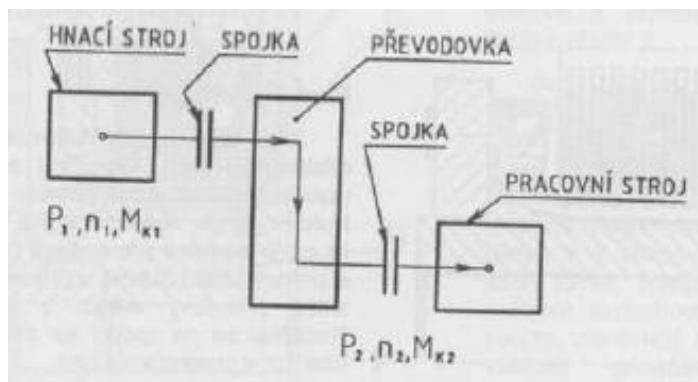 HNACÍ STROJ
SPOJKA
PŘEVODOVKA
SPOJKA
PRACOVNÍ STROJ
P₁,n₁,Mₖ₁
P₂,n₂,Mₖ₂